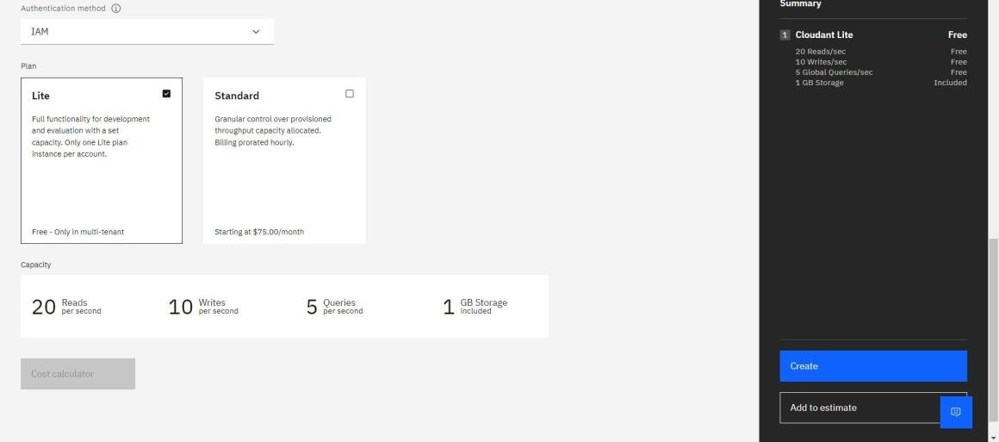 Authentication method
IAM
Plan
Lite
Full functionality for development
and evaluation with a set
capacity. Only one Lite plan
instance per account.
Free - Only in multi-tenant
Standard
Granular control over provisioned
throughput capacity allocated.
Billing prorated hourly.
Starting at $75.00/month
Capacity
20 Reads
per second
10 Writes
per second
5 Queries
per second
1 GB Storage
included
Cost calculator
Summary
1 Cloudant Lite Free
20 Reads/sec Free
10 Writes/sec Free
5 Global Queries/sec Free
1 GB Storage Included
Create
Add to estimate